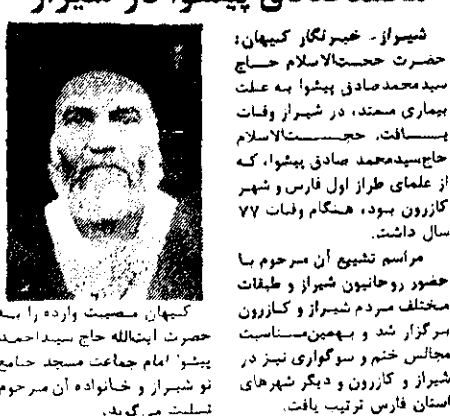 محمدصادق پیشوا در شیراز
شیراز- خبرنگار کیهان:
حضرت حجت‌الاسلام حاج
سیدمحمدصادق پیشوا به علت
بیماری ممتد، در شیراز وفات
یافت. حجت‌الاسلام
حاج‌سیدمحمد صادق پیشوا، که
از علمای طراز اول فارس و شهر
کازرون بود، هنگام وفات ۷۷
سال داشت.
مراسم تشییع آن مرحوم با
حضور روحانیون شیراز و طبقات
مختلف مردم شیراز و کازرون
برگزار شد و بهمین‌مناسبت
مجالس ختم و سوگواری نیز در
شیراز و کازرون و دیگر شهرهای
استان فارس ترتیب یافت.
کیهان مصیبت وارده را به
حضرت آیت‌الله حاج سیداحمد
پیشوا امام جماعت مسجد جامع
نو شیراز و خانواده آن مرحوم
تسلیت می‌گوید.